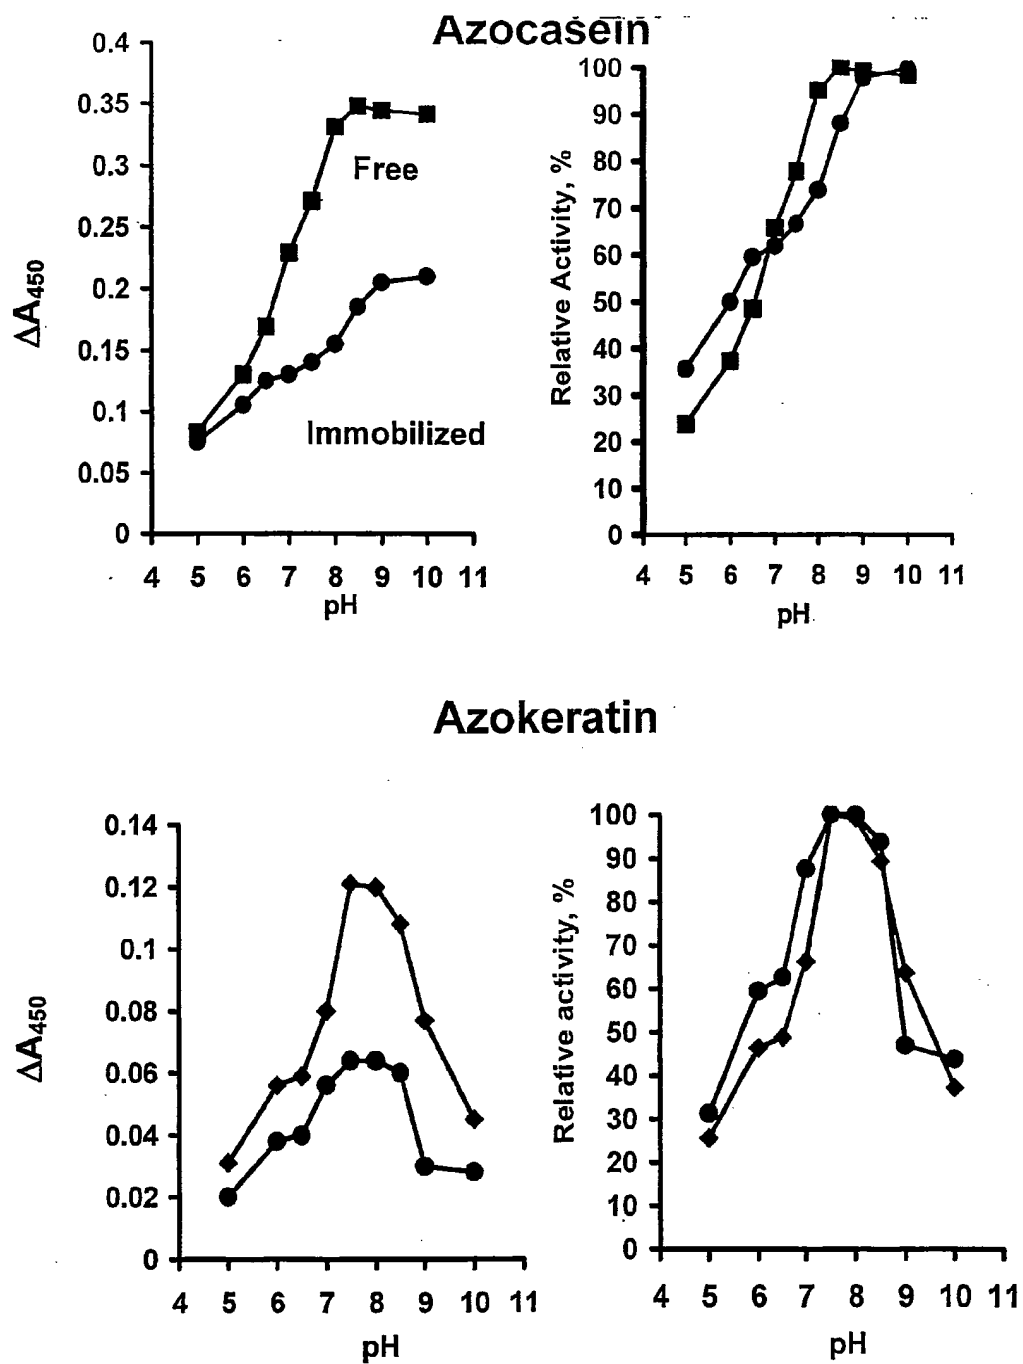 Azocasein
0.4
0.35
0.3
0.25
0.2
0.15
0.1
0.05
0
ΔA450
Free
Immobilized
4 5 6 7 8 9 10 11
pH
100
90
80
70
60
50
40
30
20
10
0
Relative Activity, %
4 5 6 7 8 9 10 11
pH
Azokeratin
0.14
0.12
0.1
0.08
0.06
0.04
0.02
0
ΔA450
4 5 6 7 8 9 10 11
pH
100
90
80
70
60
50
40
30
20
10
0
Relative activity, %
4 5 6 7 8 9 10 11
pH